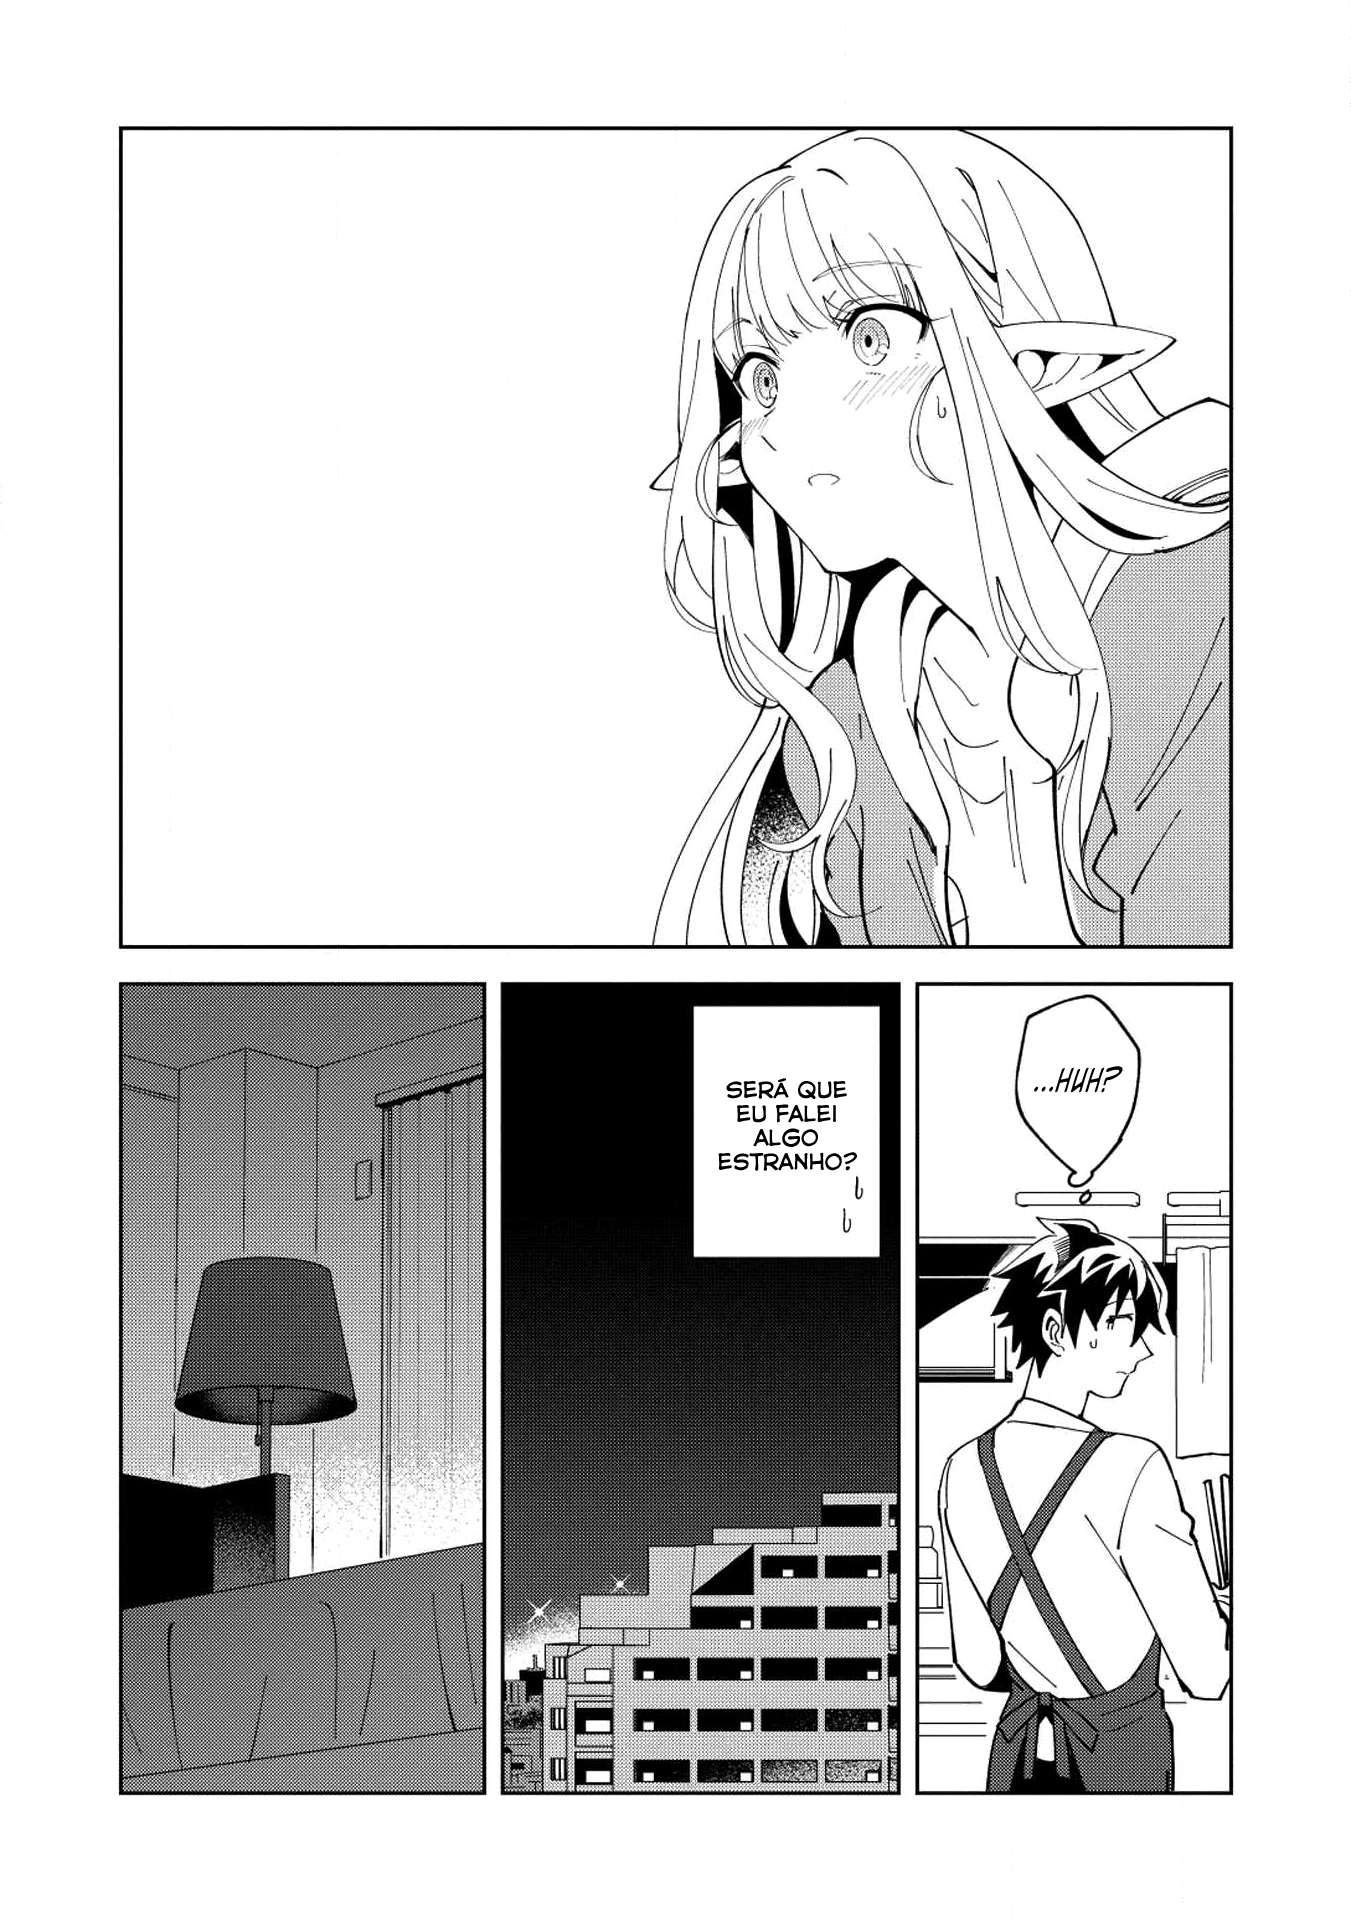 ...HUH?
SERÁ QUE
EU FALEI
ALGO
ESTRANHO?